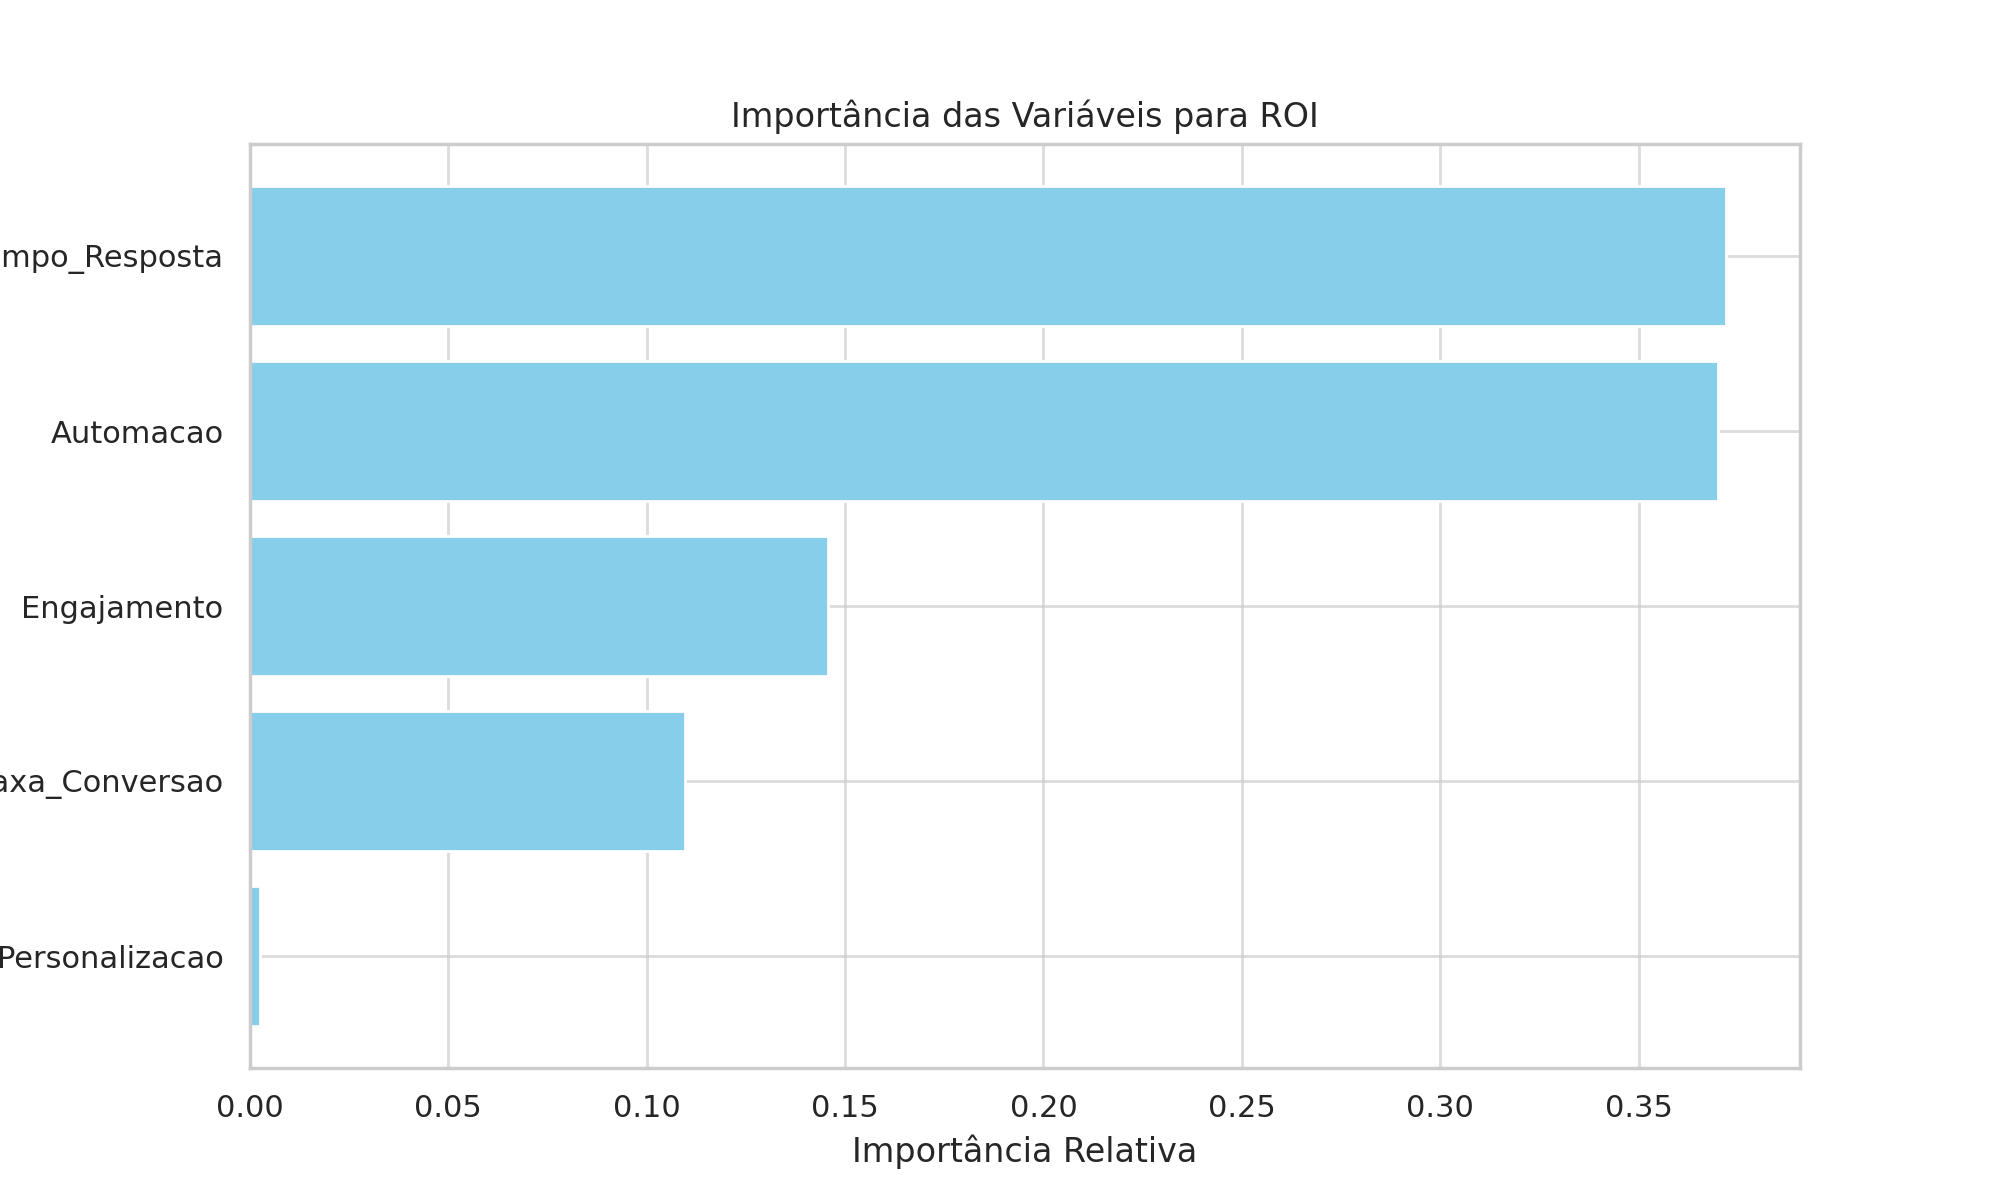 Importância das Variáveis para ROI
mpo_Resposta
Automacao
Engajamento
axa_Conversao
Personalizacao
0.00 0.05 0.10 0.15 0.20 0.25 0.30 0.35
Importância Relativa